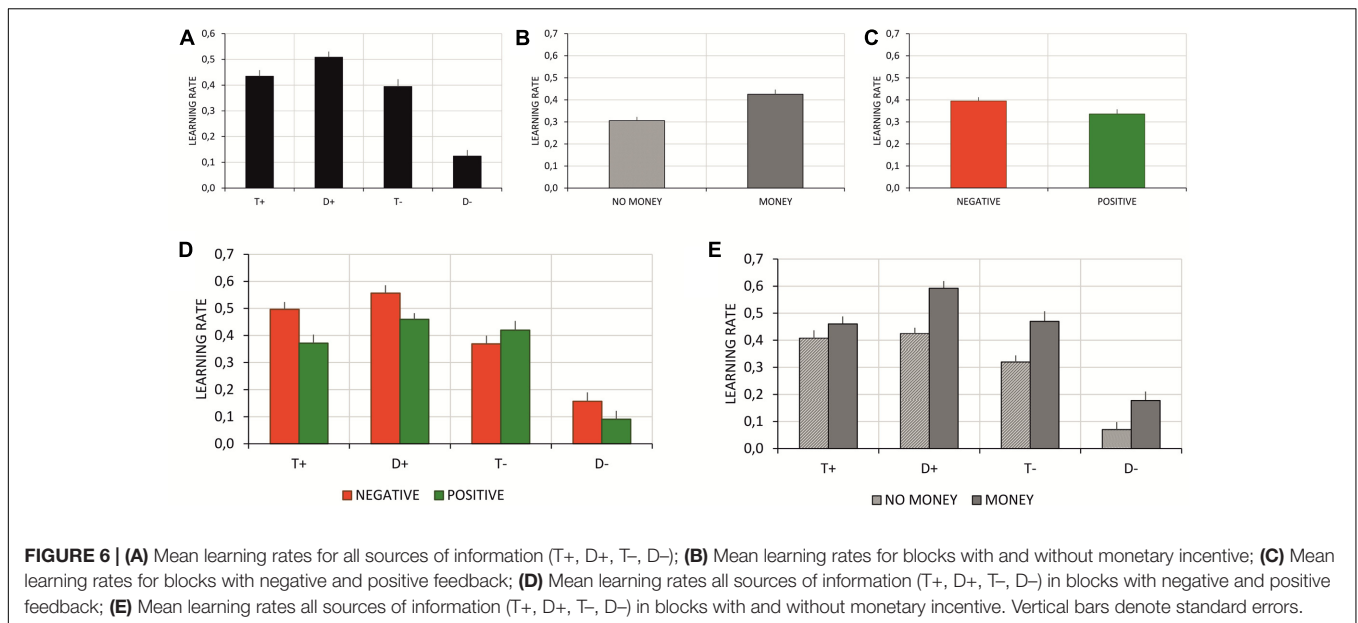 A
LEARNING RATE
0,6
0,5
0,4
0,3
0,2
0,1
0,0
T+ D+ T- D-
B
LEARNING RATE
0,7
0,6
0,5
0,4
0,3
0,2
0,1
0,0
NO MONEY MONEY
C
LEARNING RATE
0,7
0,6
0,5
0,4
0,3
0,2
0,1
0,0
NEGATIVE POSITIVE
D
LEARNING RATE
0,7
0,6
0,5
0,4
0,3
0,2
0,1
0,0
T+ D+ T- D-
NEGATIVE POSITIVE
E
LEARNING RATE
0,7
0,6
0,5
0,4
0,3
0,2
0,1
0,0
T+ D+ T- D-
NO MONEY MONEY
FIGURE 6 | (A) Mean learning rates for all sources of information (T+, D+, T–, D–); (B) Mean learning rates for blocks with and without monetary incentive; (C) Mean
learning rates for blocks with negative and positive feedback; (D) Mean learning rates all sources of information (T+, D+, T–, D–) in blocks with negative and positive
feedback; (E) Mean learning rates all sources of information (T+, D+, T–, D–) in blocks with and without monetary incentive. Vertical bars denote standard errors.